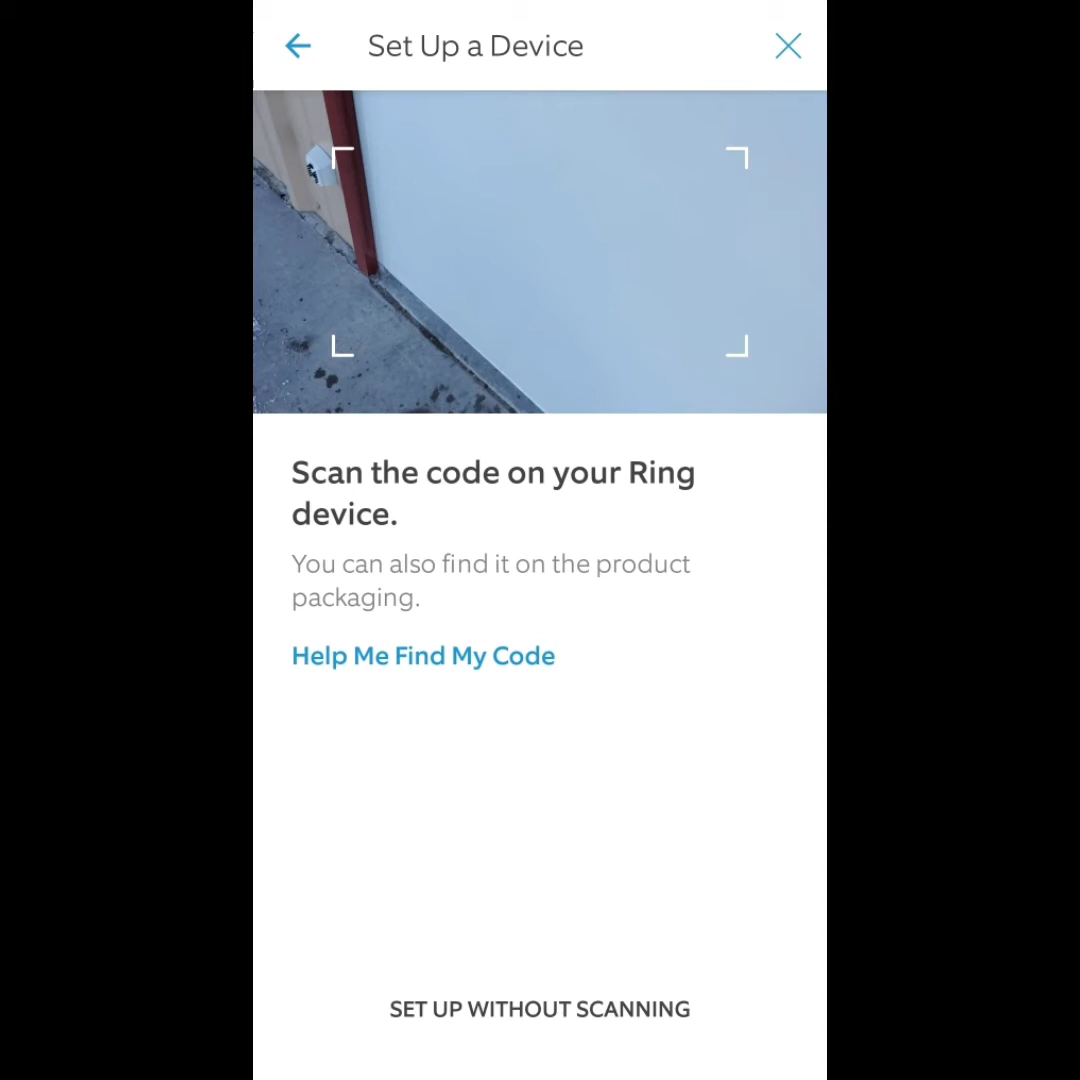 Set Up a Device
Scan the code on your Ring
device.
You can also find it on the product
packaging.
Help Me Find My Code
SET UP WITHOUT SCANNING